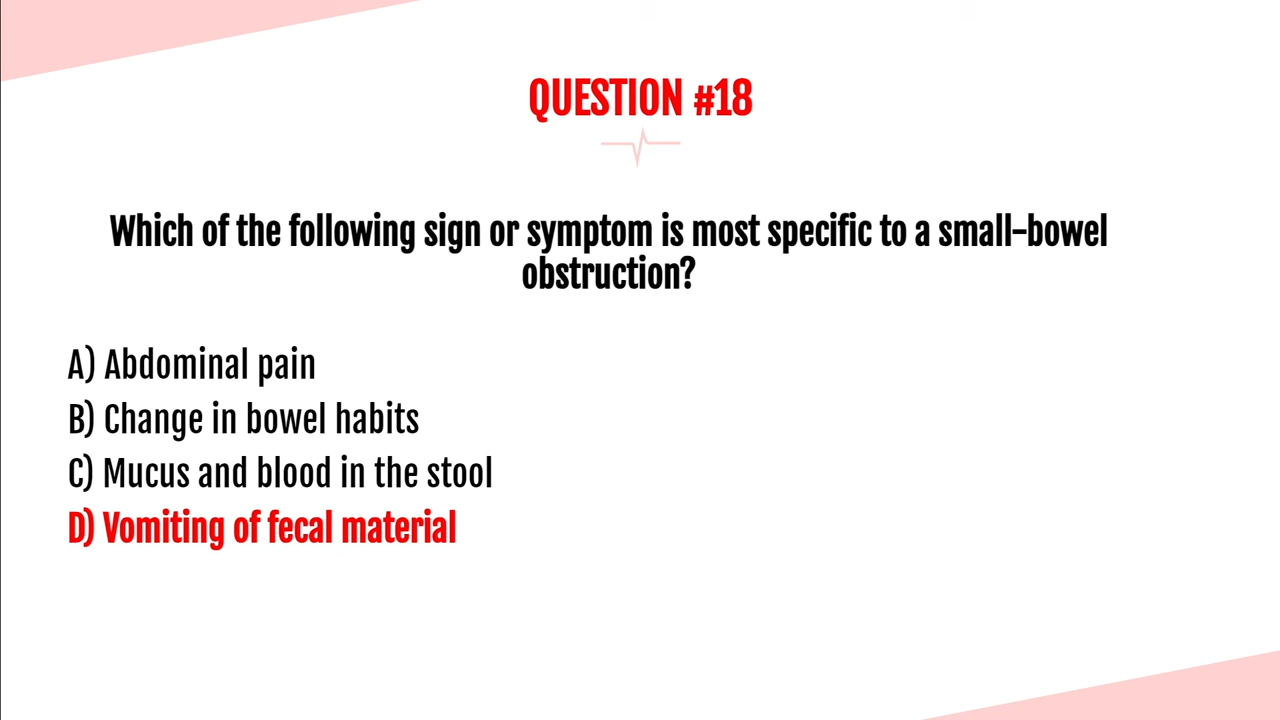 QUESTION #18
Which of the following sign or symptom is most specific to a small-bowel
obstruction?
A) Abdominal pain
B) Change in bowel habits
C) Mucus and blood in the stool
D) Vomiting of fecal material